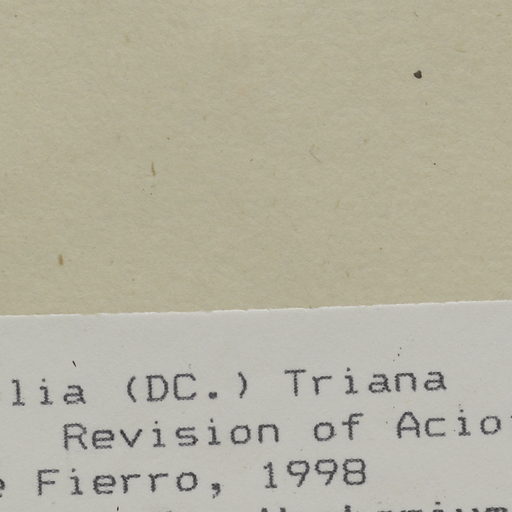 lia (DC.) Triana
Revision of Acio
Fierro, 1998